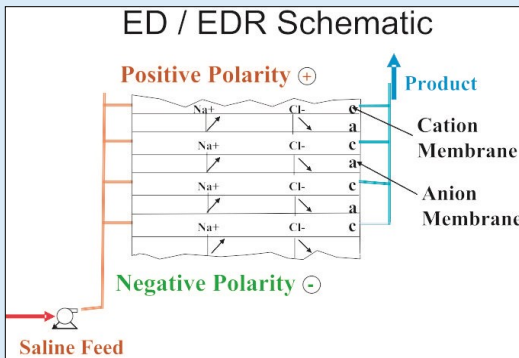 ED / EDR Schematic
Positive Polarity +
Product
Na+ Cl- c
a
Cation
Membrane
Na+ Cl- c
a
Anion
Membrane
Na+ Cl- c
a
Na+ Cl- c
Negative Polarity -
Saline Feed